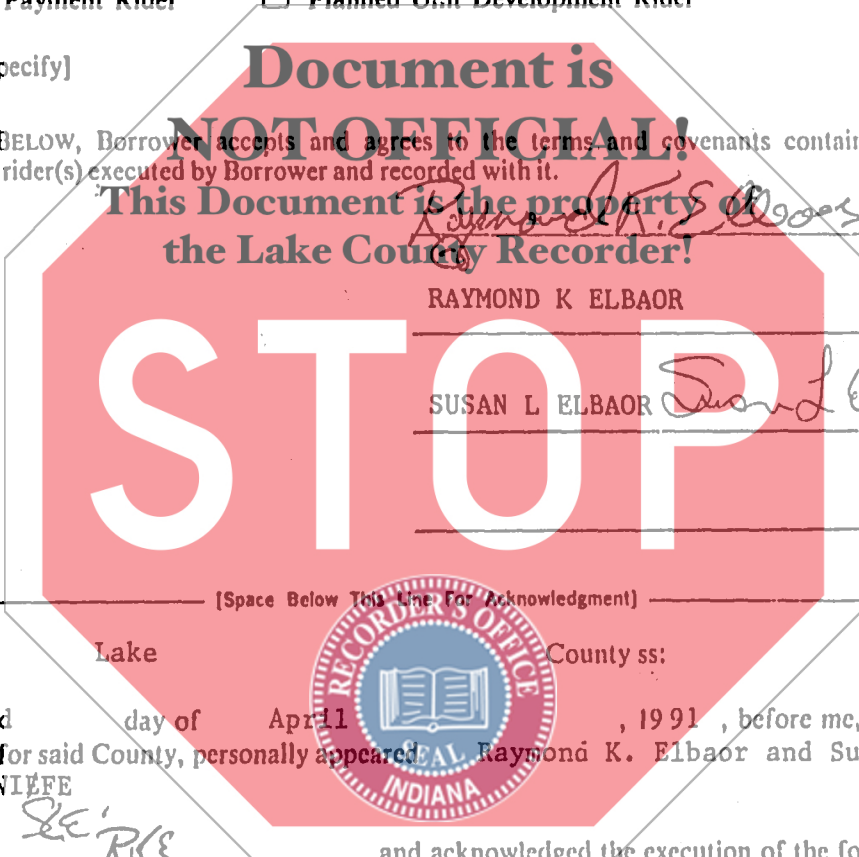 Payment Rider Planned Unit Development Rider
Document is
pecify]
NOT OFFICIAL!
BELOW, Borrower accepts and agrees to the terms and covenants contain
rider(s) executed by Borrower and recorded with it.
This Document is the property of
Raymond K. Elbaor
the Lake County Recorder!
RAYMOND K ELBAOR
STOP
SUSAN L ELBAOR Susan L
[Space Below This Line For Acknowledgment]
RECORDER'S OFFICE
Lake County ss:
d day of April , 1991 , before me,
for said County, personally appeared Raymond K. Elbaor and Su
SEAL
INDIANA
and acknowledged the execution of the fo